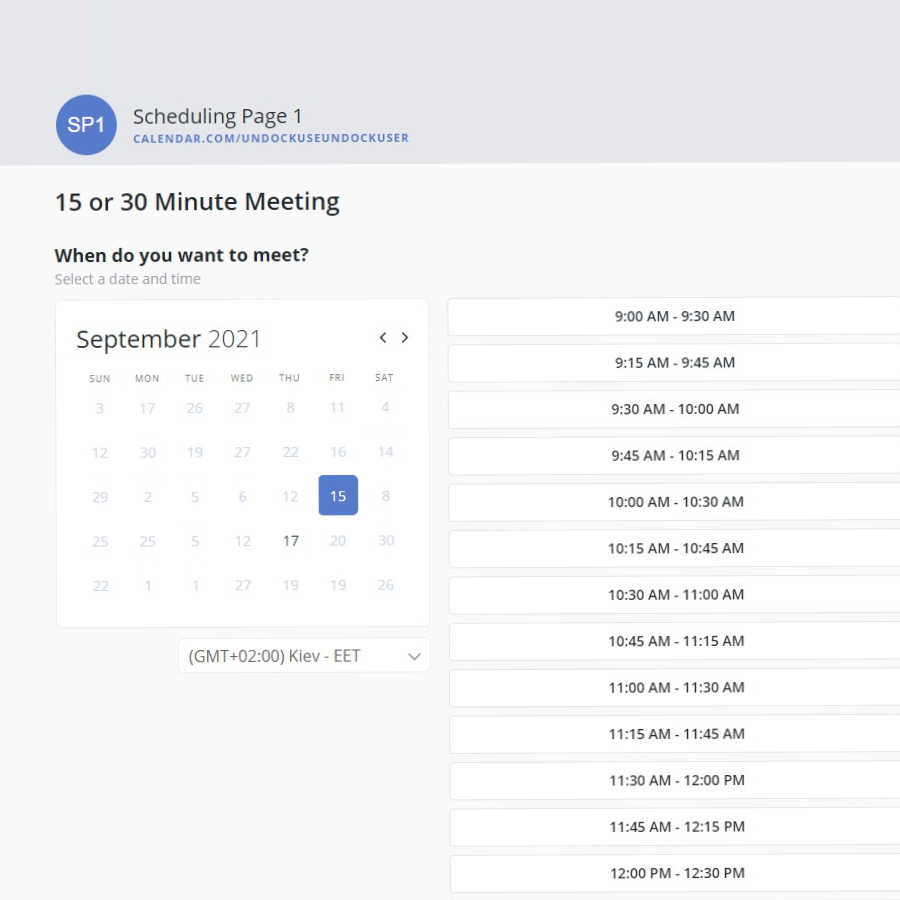 SP1
Scheduling Page 1
CALENDAR.COM/UNDOCKUSEUNDOCKUSER
15 or 30 Minute Meeting
When do you want to meet?
Select a date and time
September 2021
SUN MON TUE WED THU FRI SAT
3 17 26 27 8 11 4
12 30 19 27 22 16 14
29 2 5 6 12 15 8
25 25 5 12 17 20 30
22 1 1 27 19 19 26
(GMT+02:00) Kiev - EET
9:00 AM - 9:30 AM
9:15 AM - 9:45 AM
9:30 AM - 10:00 AM
9:45 AM - 10:15 AM
10:00 AM - 10:30 AM
10:15 AM - 10:45 AM
10:30 AM - 11:00 AM
10:45 AM - 11:15 AM
11:00 AM - 11:30 AM
11:15 AM - 11:45 AM
11:30 AM - 12:00 PM
11:45 AM - 12:15 PM
12:00 PM - 12:30 PM